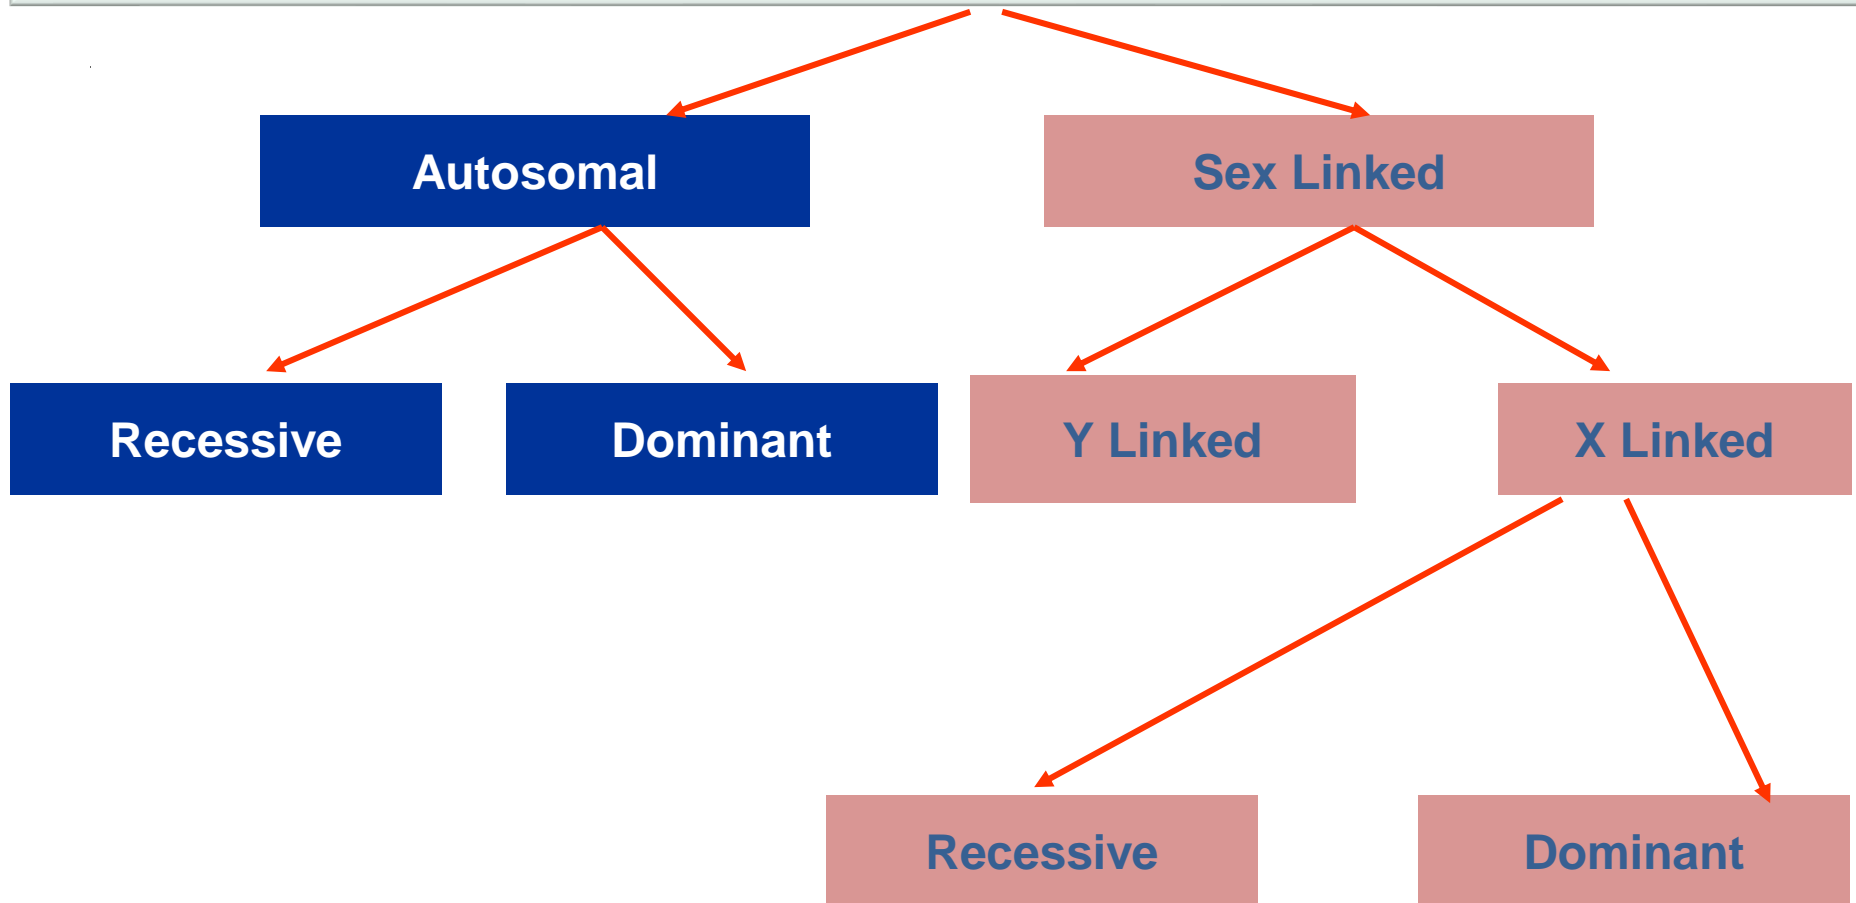 Autosomal
Sex Linked
Recessive
Dominant
Y Linked
X Linked
Recessive
Dominant